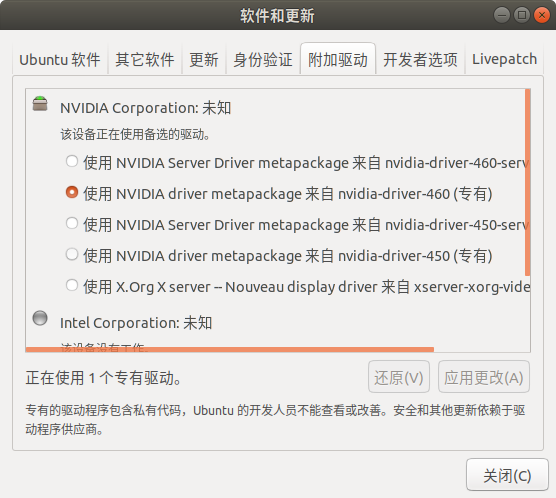 软件和更新
Ubuntu 软件 其它软件 更新 身份验证 附加驱动 开发者选项 Livepatch
NVIDIA Corporation: 未知
该设备正在使用备选的驱动。
使用 NVIDIA Server Driver metapackage 来自 nvidia-driver-460-serv
使用 NVIDIA driver metapackage 来自 nvidia-driver-460 (专有)
使用 NVIDIA Server Driver metapackage 来自 nvidia-driver-450-serv
使用 NVIDIA driver metapackage 来自 nvidia-driver-450 (专有)
使用 X.Org X server -- Nouveau display driver 来自 xserver-xorg-vide
Intel Corporation: 未知
该设备没有工作。
正在使用 1 个专有驱动。 还原(V) 应用更改(A)
专有的驱动程序包含私有代码，Ubuntu 的开发人员不能查看或改善。安全和其他更新依赖于驱
动程序供应商。
关闭(C)